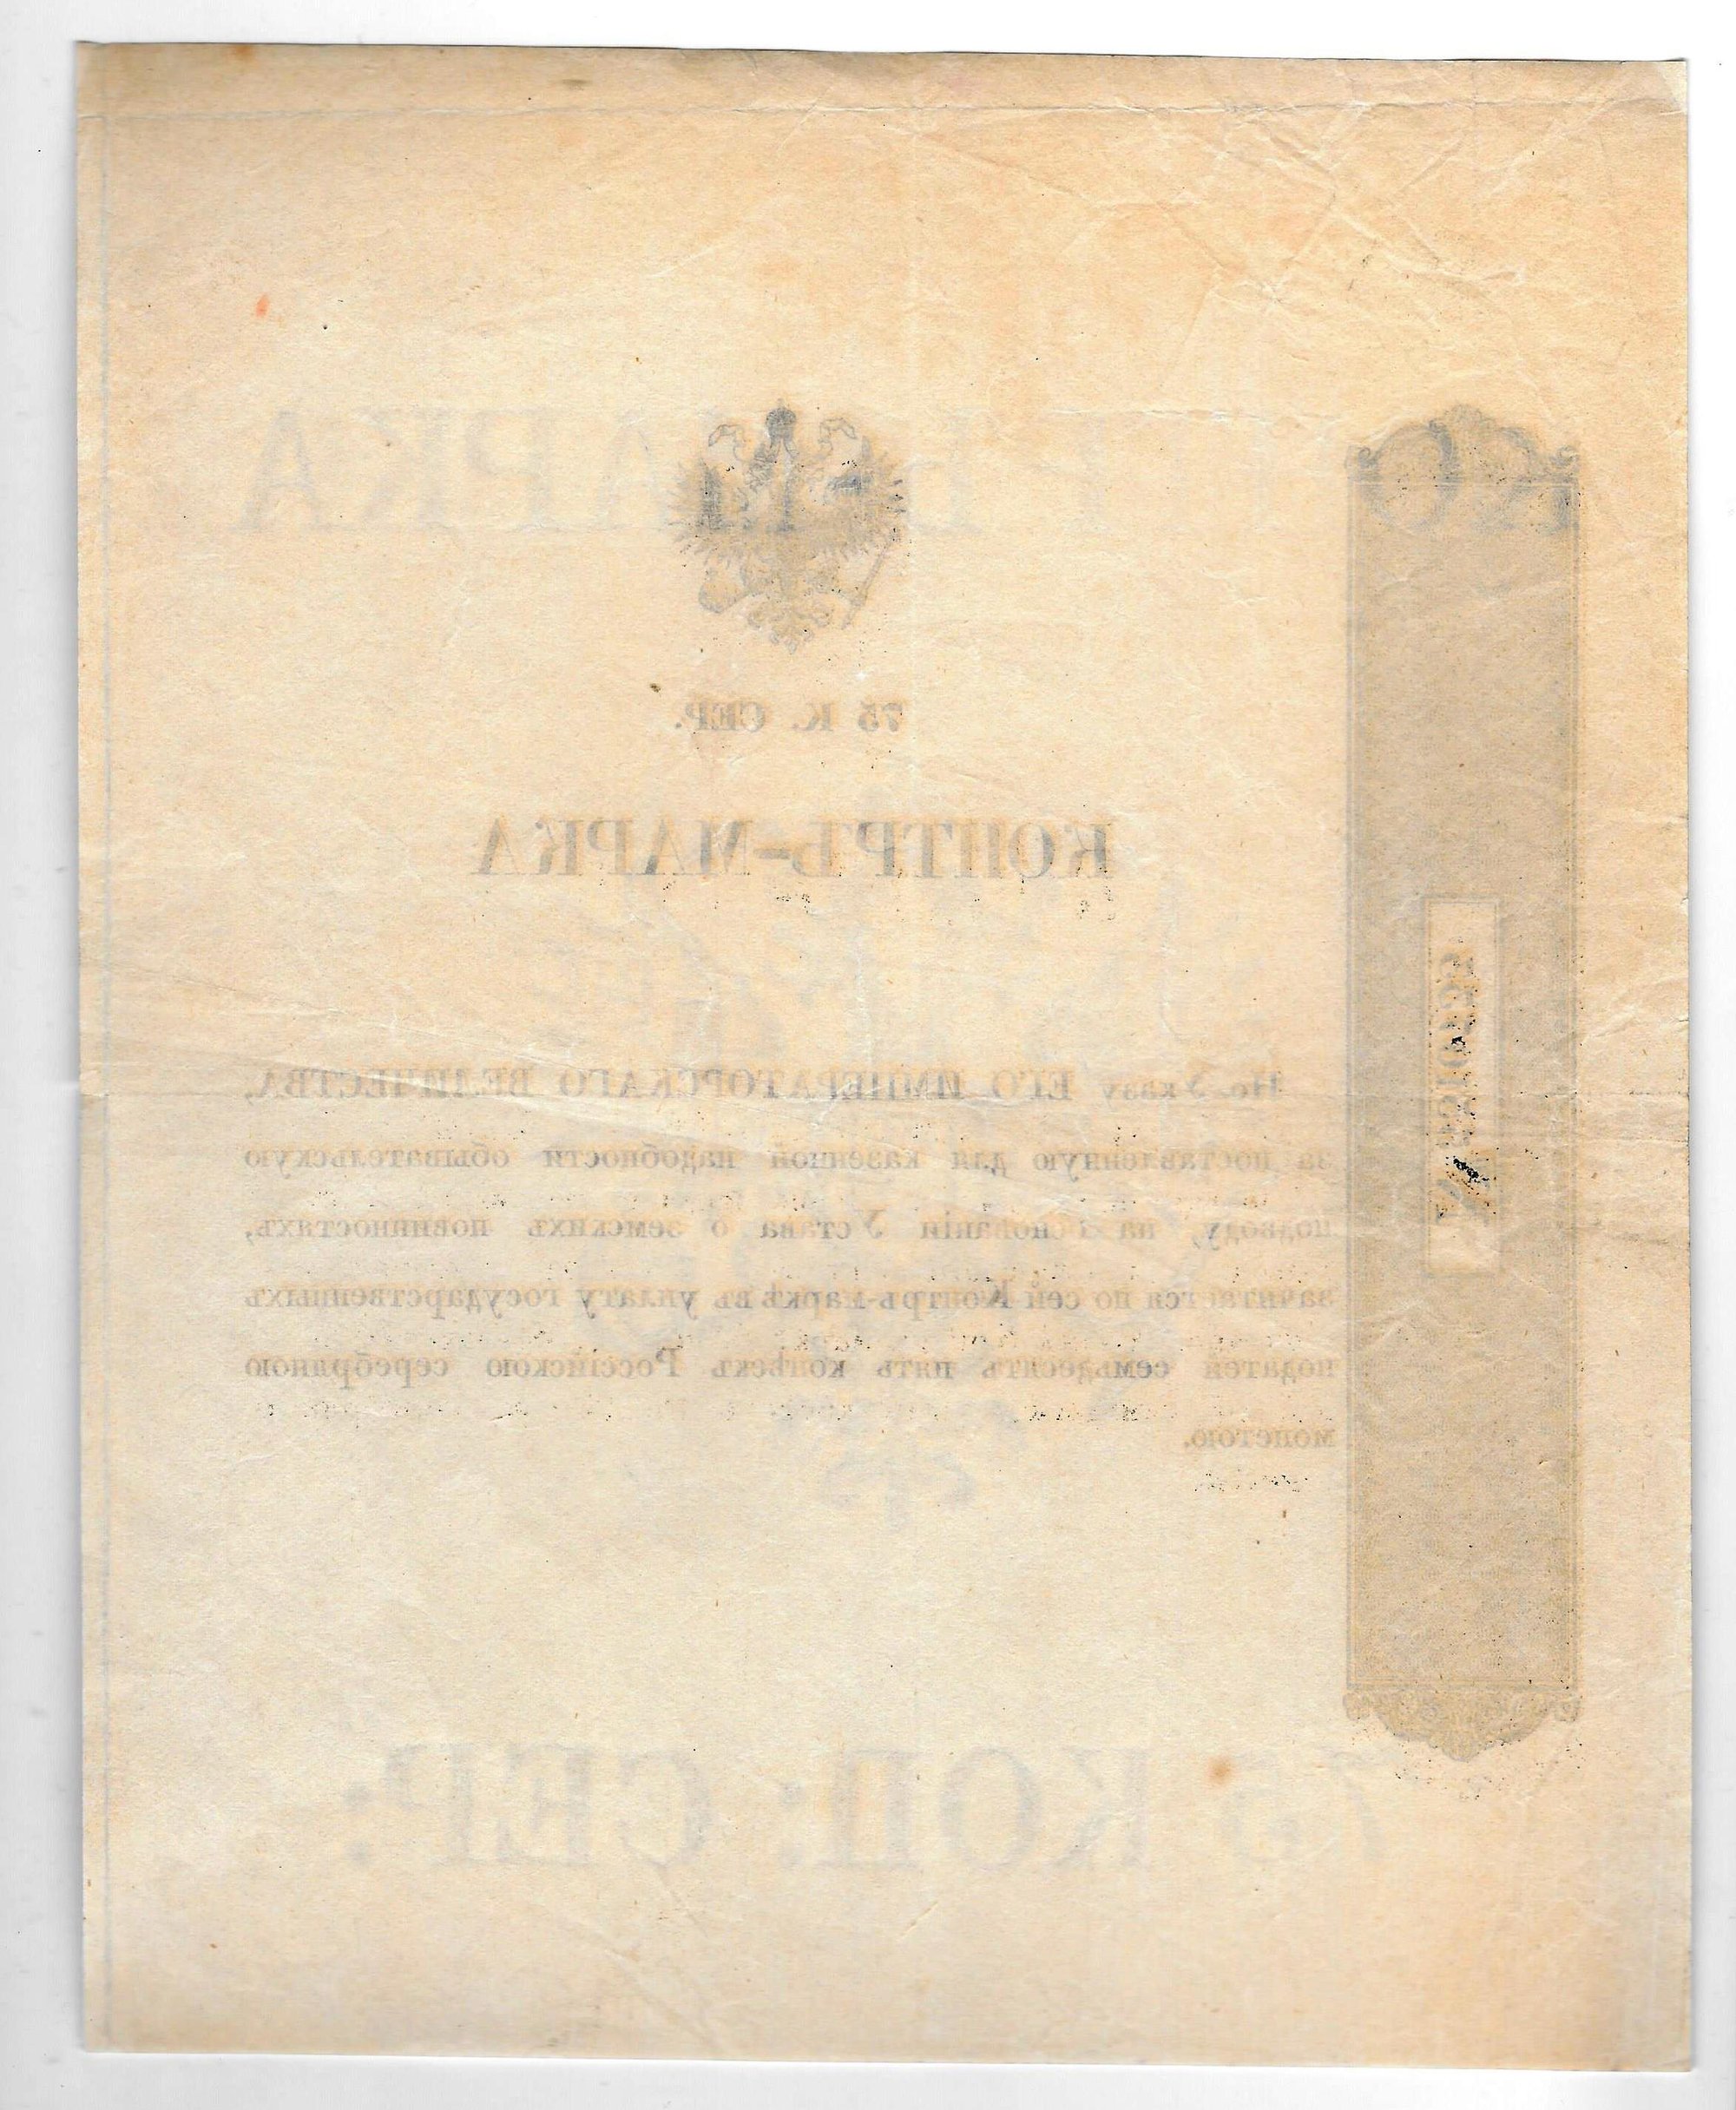 КОНТРЪ-МАРКА
75 К. СЕР.
КОНТРЪ-МАРКА
По Указу ЕГО ИМПЕРАТОРСКАГО ВЕЛИЧЕСТВА,
за поставленную для казенной надобности обывательскую
подводу, на основаніи Устава о земскихъ повинностяхъ,
зачитается по сей Контръ-маркѣ въ уплату государственныхъ
податей семьдесятъ пять копѣекъ Россійскою серебряною
монетою.
75 КОП: СЕР: